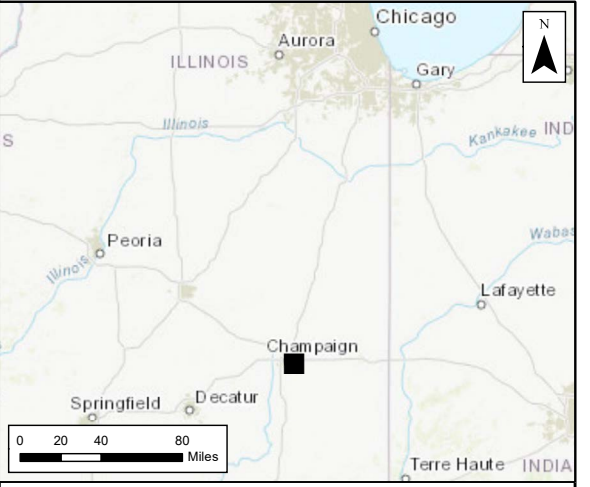 Chicago
N
Aurora
ILLINOIS
Gary
Illinois
Kankakee
IND
S
Wabas
Peoria
Illinois
Lafayette
Champaign
Decatur
Springfield
0 20 40 80
Miles
Terre Haute
INDIA